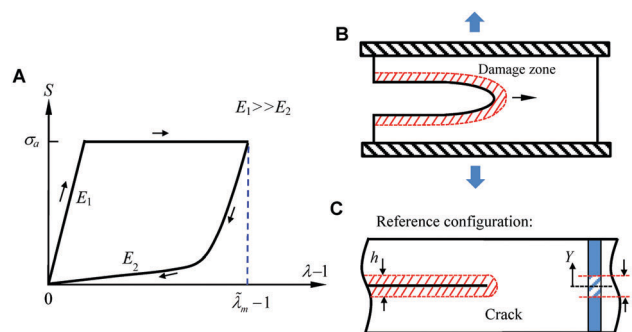 A
S
E₁>>E₂
σₐ
E₁
E₂
0
λ̃ₘ−1
λ−1
B
Damage zone
C
Reference configuration:
h
Y
Crack